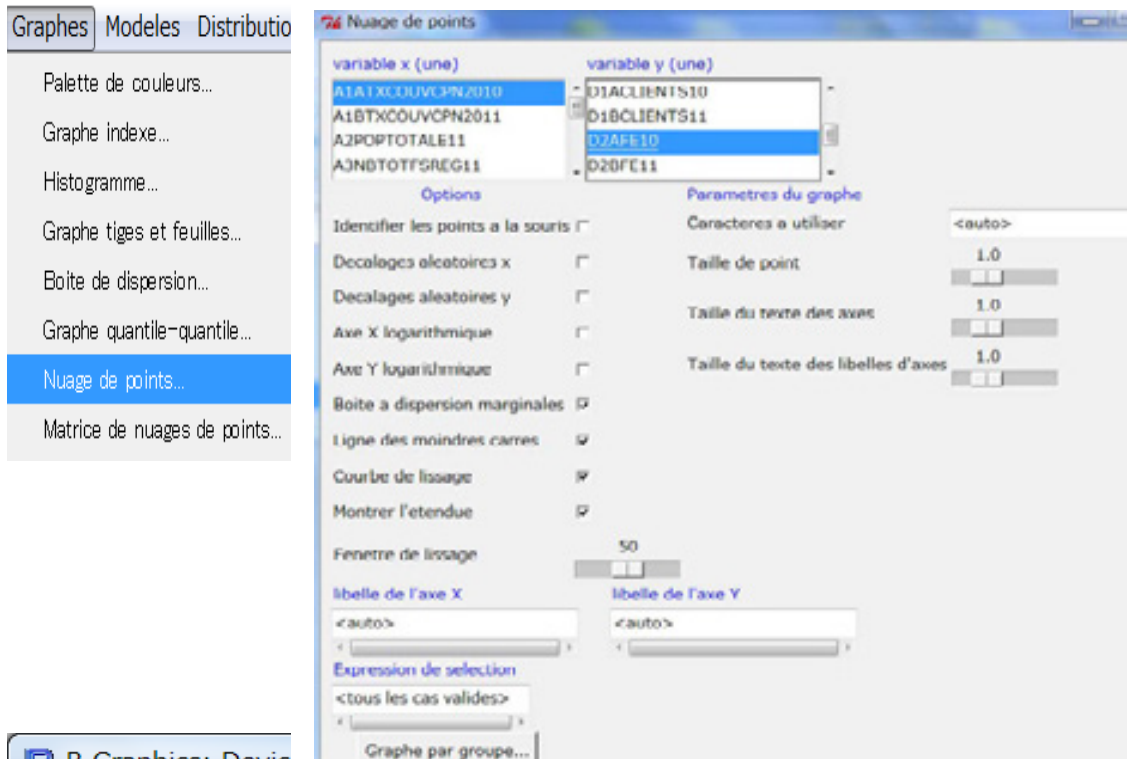 Graphes Modeles Distributio
Palette de couleurs...
Graphe indexe...
Histogramme...
Graphe tiges et feuilles...
Boite de dispersion...
Graphe quantile-quantile...
Nuage de points...
Matrice de nuages de points...
Nuage de points
variable x (une) variable y (une)
A1ATXCOUVCPN2010 D1ACLIENTS10
A1BTXCOUVCPN2011 D1BCLIENTS11
A2POPTOTALE11 D2AFE10
A3NBTOTFSREG11 D2BFE11
Options Parametres du graphe
Identifier les points a la souris Caracteres a utiliser <auto>
Decalages aleatoires x Taille de point 1.0
Decalages aleatoires y Taille du texte des axes 1.0
Axe X logarithmique
Axe Y logarithmique Taille du texte des libelles d'axes 1.0
Boite a dispersion marginales
Ligne des moindres carres
Courbe de lissage
Montrer l'etendue
Fenetre de lissage 50
libelle de l'axe X libelle de l'axe Y
<auto> <auto>
Expression de selection
<tous les cas valides>
Graphe par groupe...